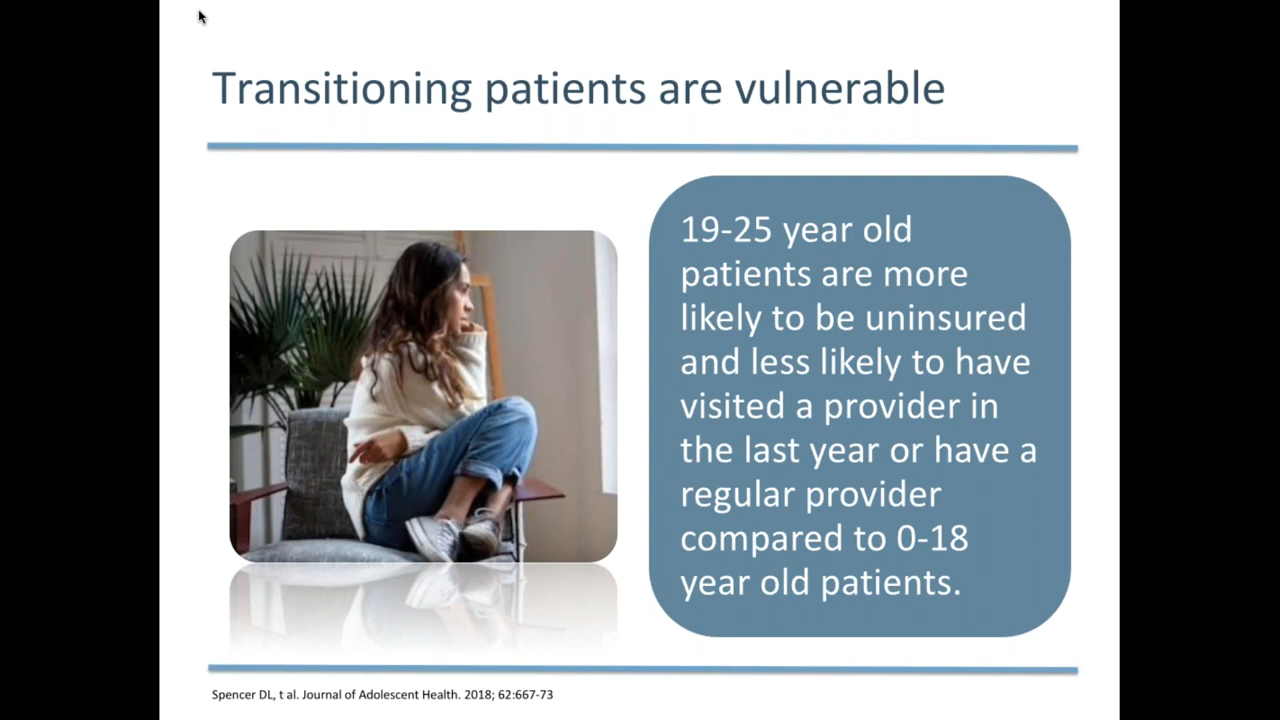 Transitioning patients are vulnerable
19-25 year old
patients are more
likely to be uninsured
and less likely to have
visited a provider in
the last year or have a
regular provider
compared to 0-18
year old patients.
Spencer DL, t al. Journal of Adolescent Health. 2018; 62:667-73